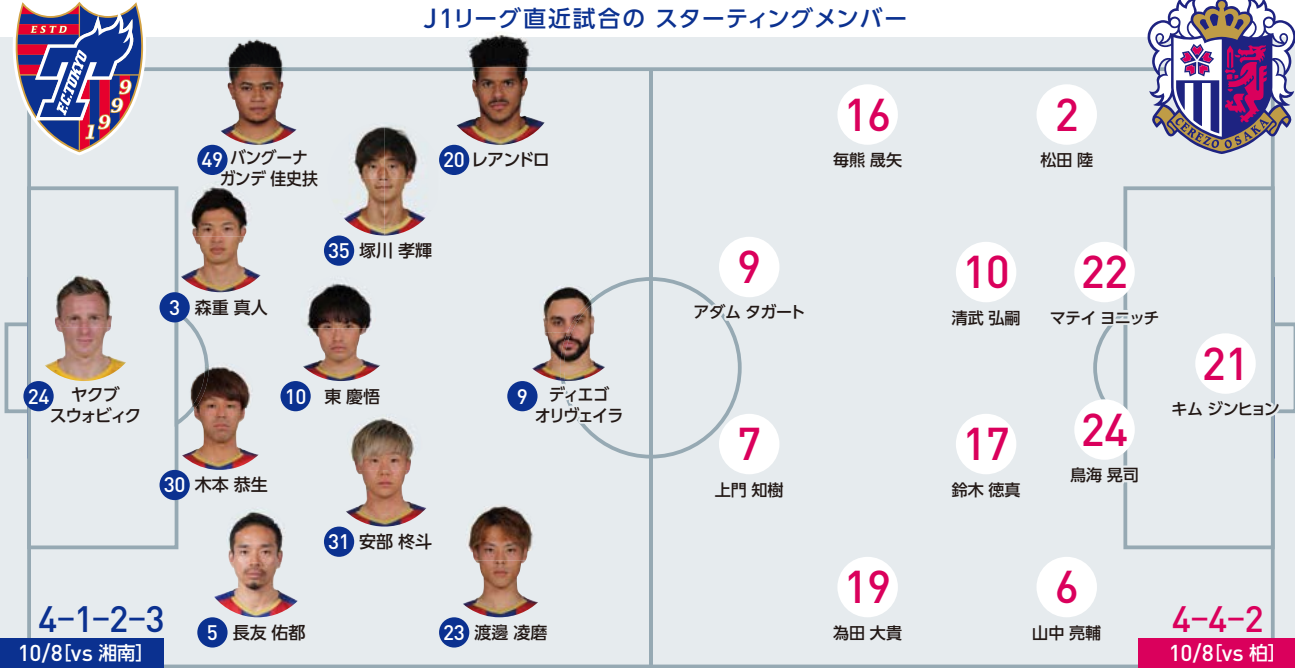 J1リーグ直近試合の スターティングメンバー
ESTD
F.C.TOKYO
1999
CEREZO OSAKA
49 バングーナ
ガンデ 佳史扶
20 レアンドロ
35 塚川 孝輝
3 森重 真人
24 ヤクブ
スウォビィク
10 東 慶悟
9 ディエゴ
オリヴェイラ
30 木本 恭生
31 安部 柊斗
5 長友 佑都
23 渡邊 凌磨
4-1-2-3
10/8[vs 湘南]
16
毎熊 晟矢
2
松田 陸
9
アダム タガート
10
清武 弘嗣
22
マテイ ヨニッチ
21
キム ジンヒョン
7
上門 知樹
17
鈴木 徳真
24
鳥海 晃司
19
為田 大貴
6
山中 亮輔
4-4-2
10/8[vs 柏]